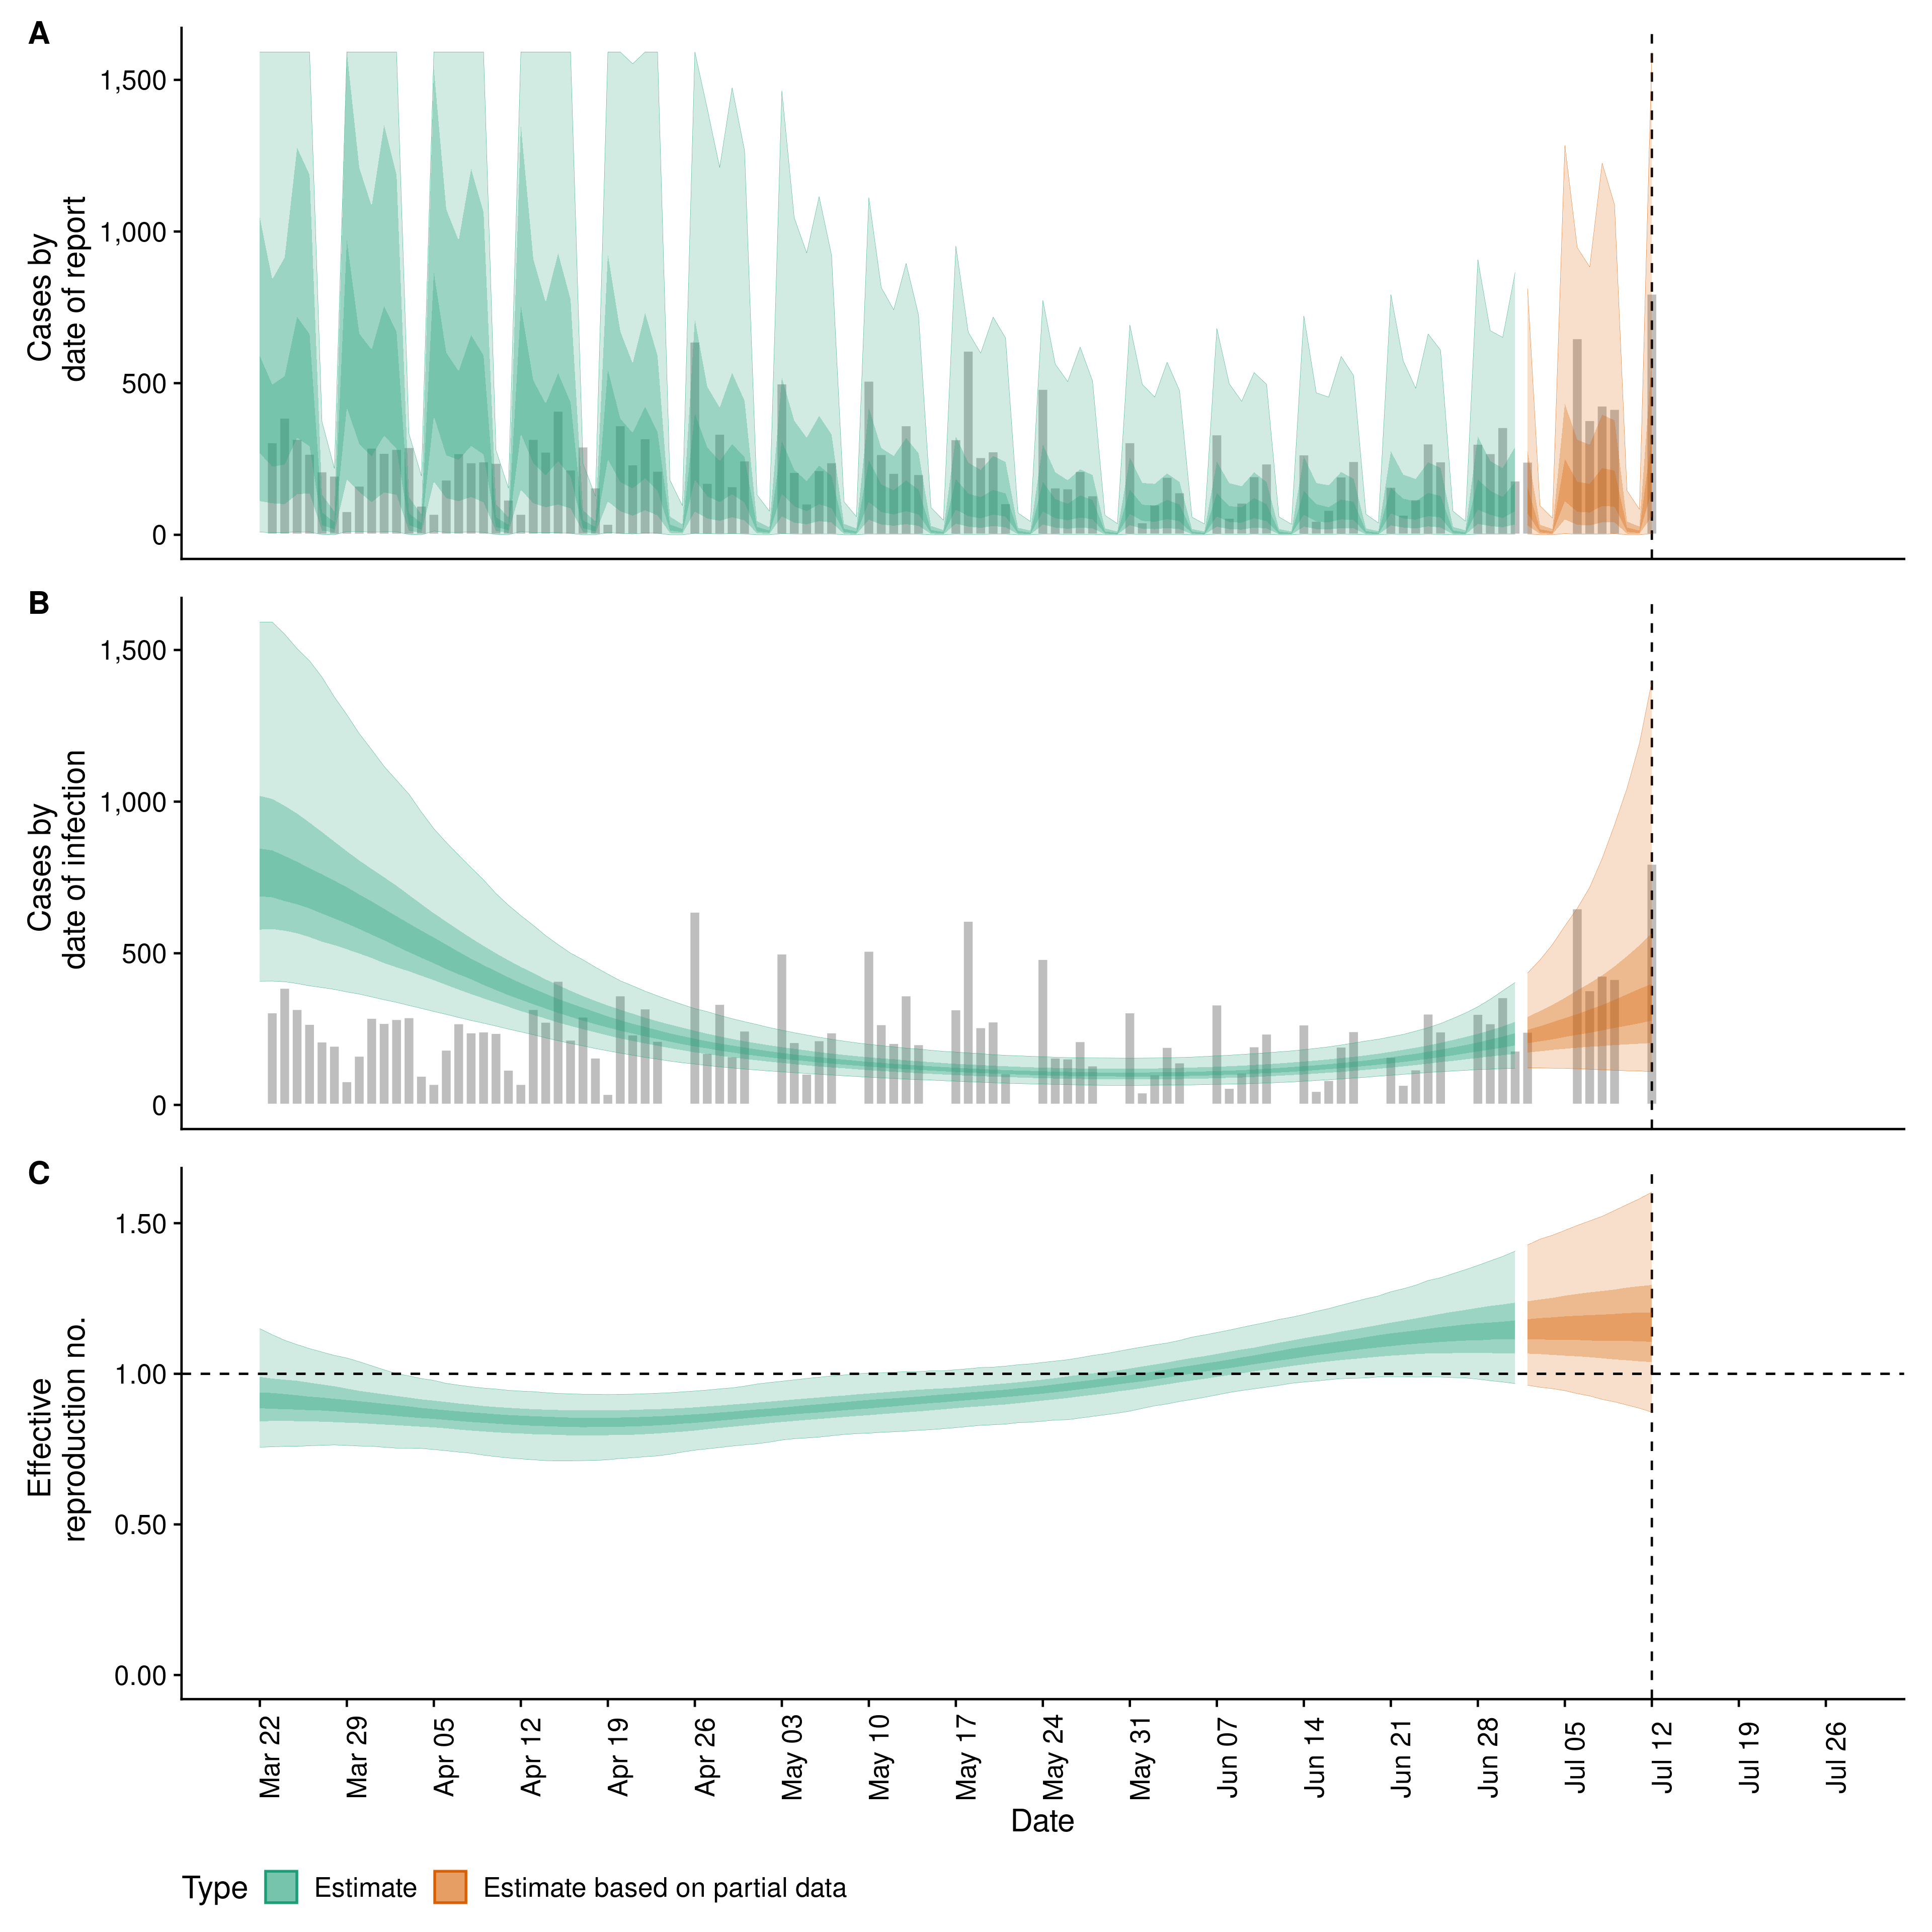 A
Cases by
date of report
1,500
1,000
500
0
B
Cases by
date of infection
1,500
1,000
500
0
C
Effective
reproduction no.
1.50
1.00
0.50
0.00
Mar 22
Mar 29
Apr 05
Apr 12
Apr 19
Apr 26
May 03
May 10
May 17
May 24
May 31
Jun 07
Jun 14
Jun 21
Jun 28
Jul 05
Jul 12
Jul 19
Jul 26
Date
Type Estimate Estimate based on partial data